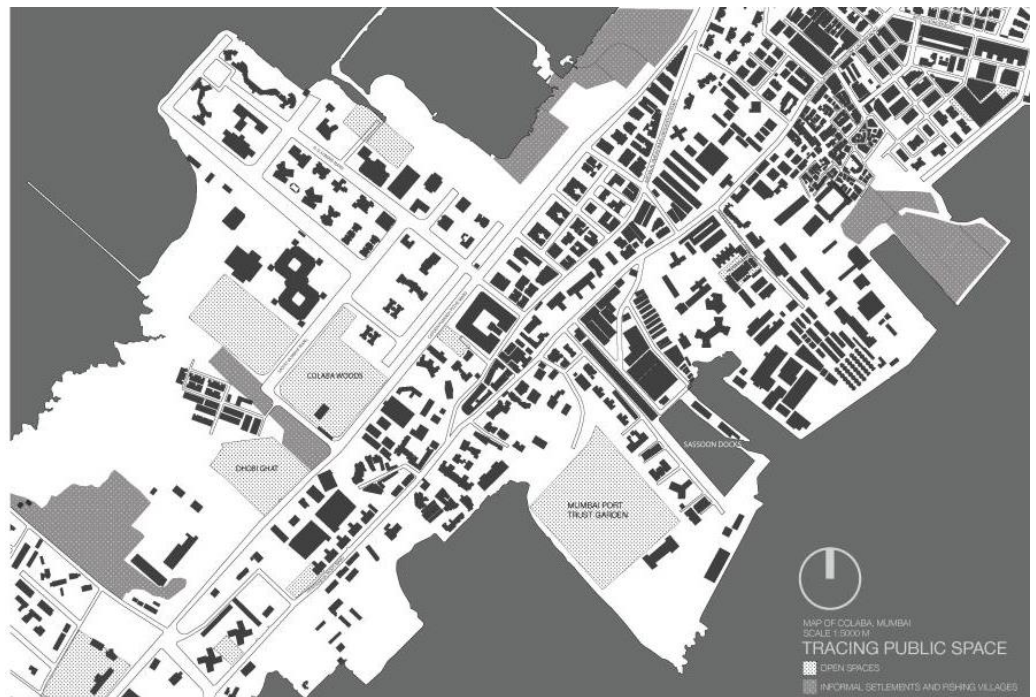 COLABA WOODS
DHOBI GHAT
SASSOON DOCKS
MUMBAI PORT
TRUST GARDEN
MAP OF COLABA, MUMBAI
SCALE 1:5000 M
TRACING PUBLIC SPACE
OPEN SPACES
INFORMAL SETLEMENTS AND FISHING VILLAGES